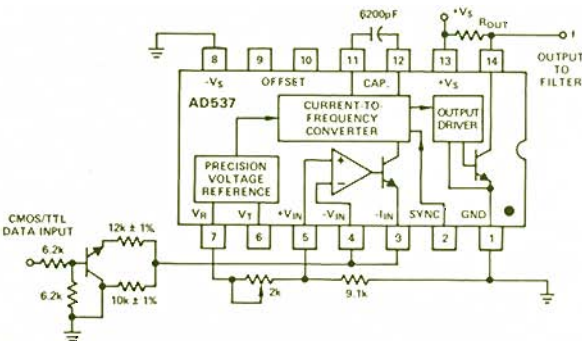 6200pF
+VS
ROUT
f
OUTPUT
TO
FILTER
8
9
10
11
12
13
14
-VS
OFFSET
CAP.
+VS
AD537
CURRENT-TO-
FREQUENCY
CONVERTER
OUTPUT
DRIVER
PRECISION
VOLTAGE
REFERENCE
+
−
VR
VT
+VIN
-VIN
-IIN
SYNC
GND
7
6
5
4
3
2
1
CMOS/TTL
DATA INPUT
6.2k
12k ± 1%
6.2k
10k ± 1%
2k
9.1k